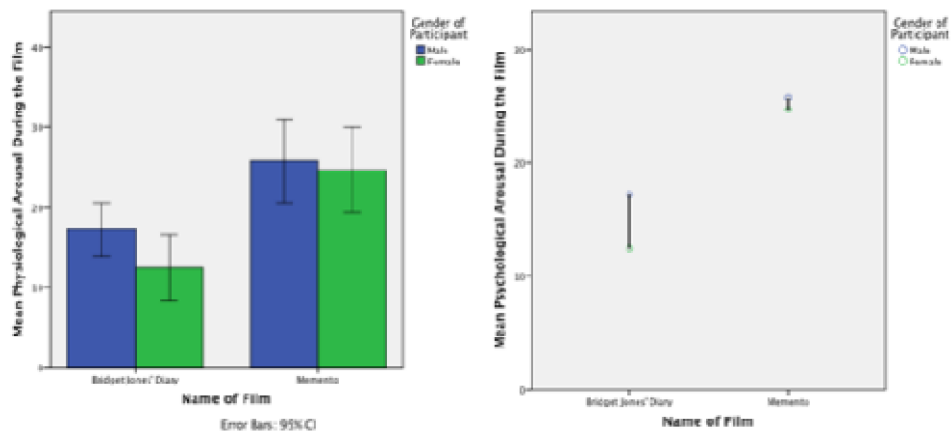 Mean Physiological Arousal During the Film
40
30
20
10
0
Bridget Jones' Diary
Memento
Name of Film
Error Bars: 95% CI
Gender of
Participant
Male
Female
Mean Psychological Arousal During the Film
30
20
10
0
Bridget Jones' Diary
Memento
Name of Film
Gender of
Participant
Male
Female